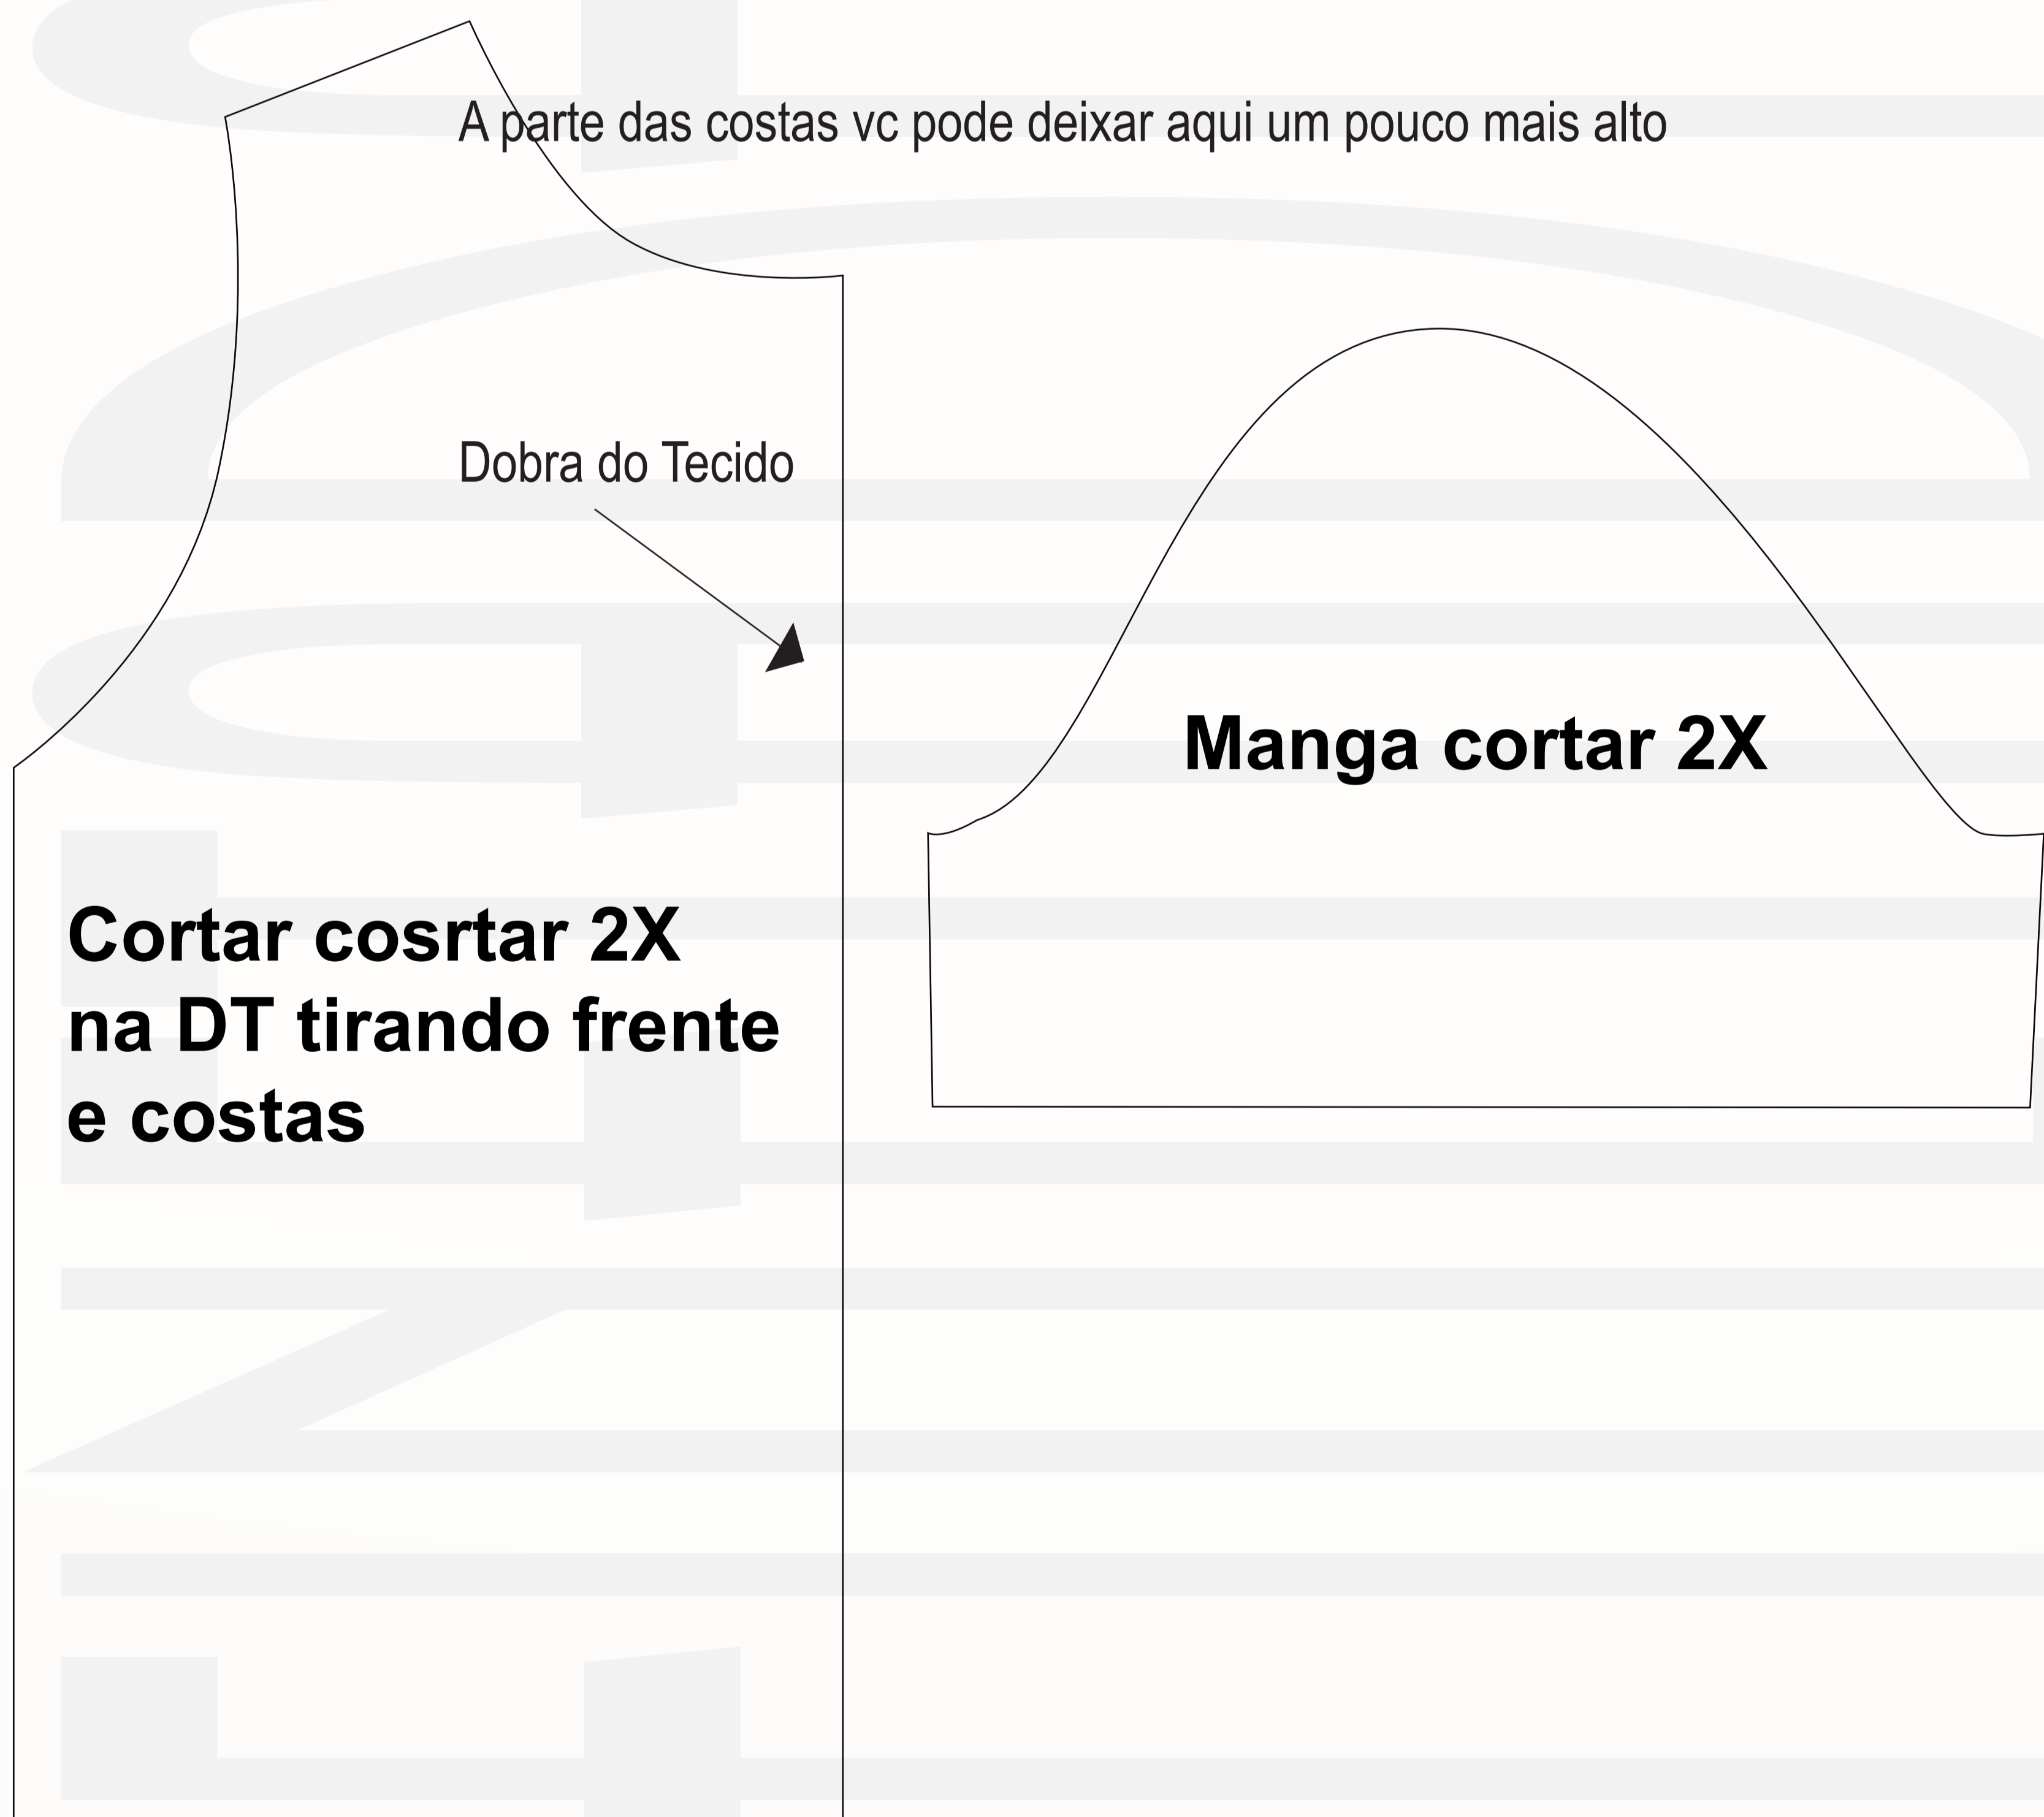 A parte das costas vc pode deixar aqui um pouco mais alto
Dobra do Tecido
Manga cortar 2X
Cortar cosrtar 2X
na DT tirando frente
e costas